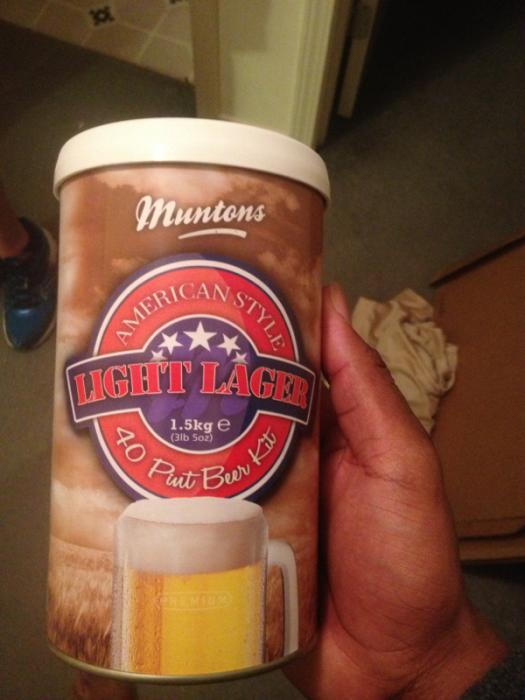 Muntons
AMERICAN STYLE
LIGHT LAGER
1.5kg e
(3lb 5oz)
40 Pint Beer Kit
PREMIUM